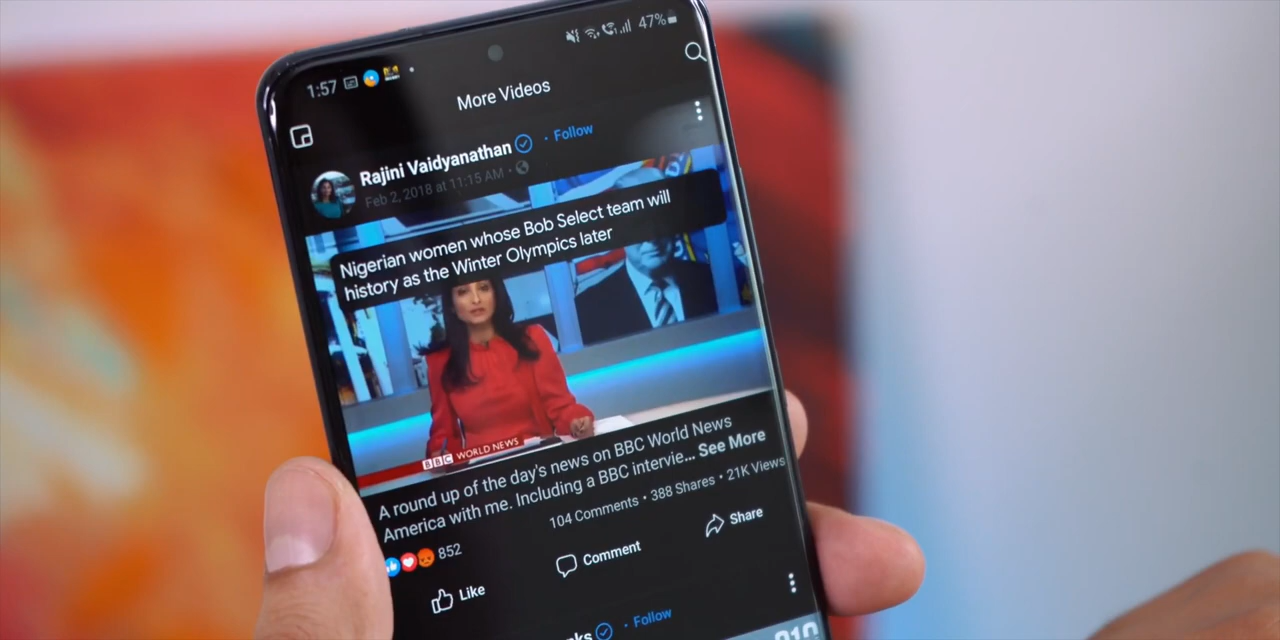 1:57
47%
More Videos
Rajini Vaidyanathan · Follow
Feb 2, 2018 at 11:15 AM ·
Nigerian women whose Bob Select team will
history as the Winter Olympics later
BBC WORLD NEWS
A round up of the day's news on BBC World News
America with me. Including a BBC intervie... See More
104 Comments · 388 Shares · 21K Views
852
Like
Comment
Share
· Follow